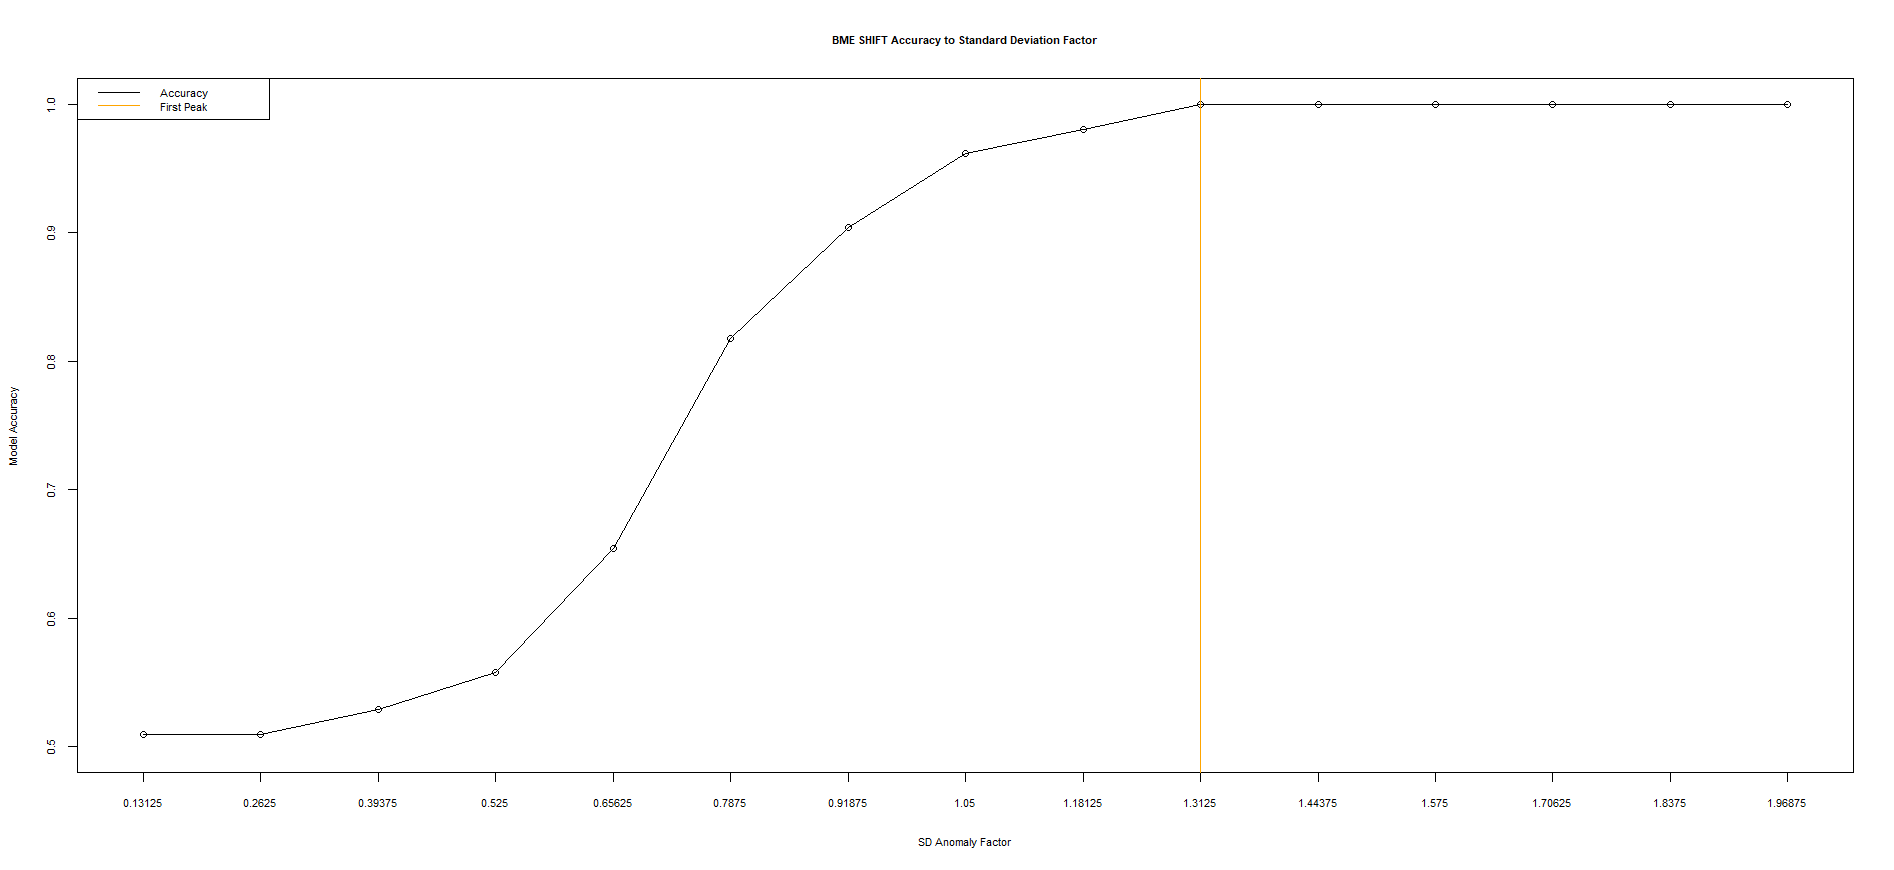 BME SHIFT Accuracy to Standard Deviation Factor
Accuracy
First Peak
1.0
0.9
0.8
0.7
0.6
0.5
Model Accuracy
0.13125 0.2625 0.39375 0.525 0.65625 0.7875 0.91875 1.05 1.18125 1.3125 1.44375 1.575 1.70625 1.8375 1.96875
SD Anomaly Factor